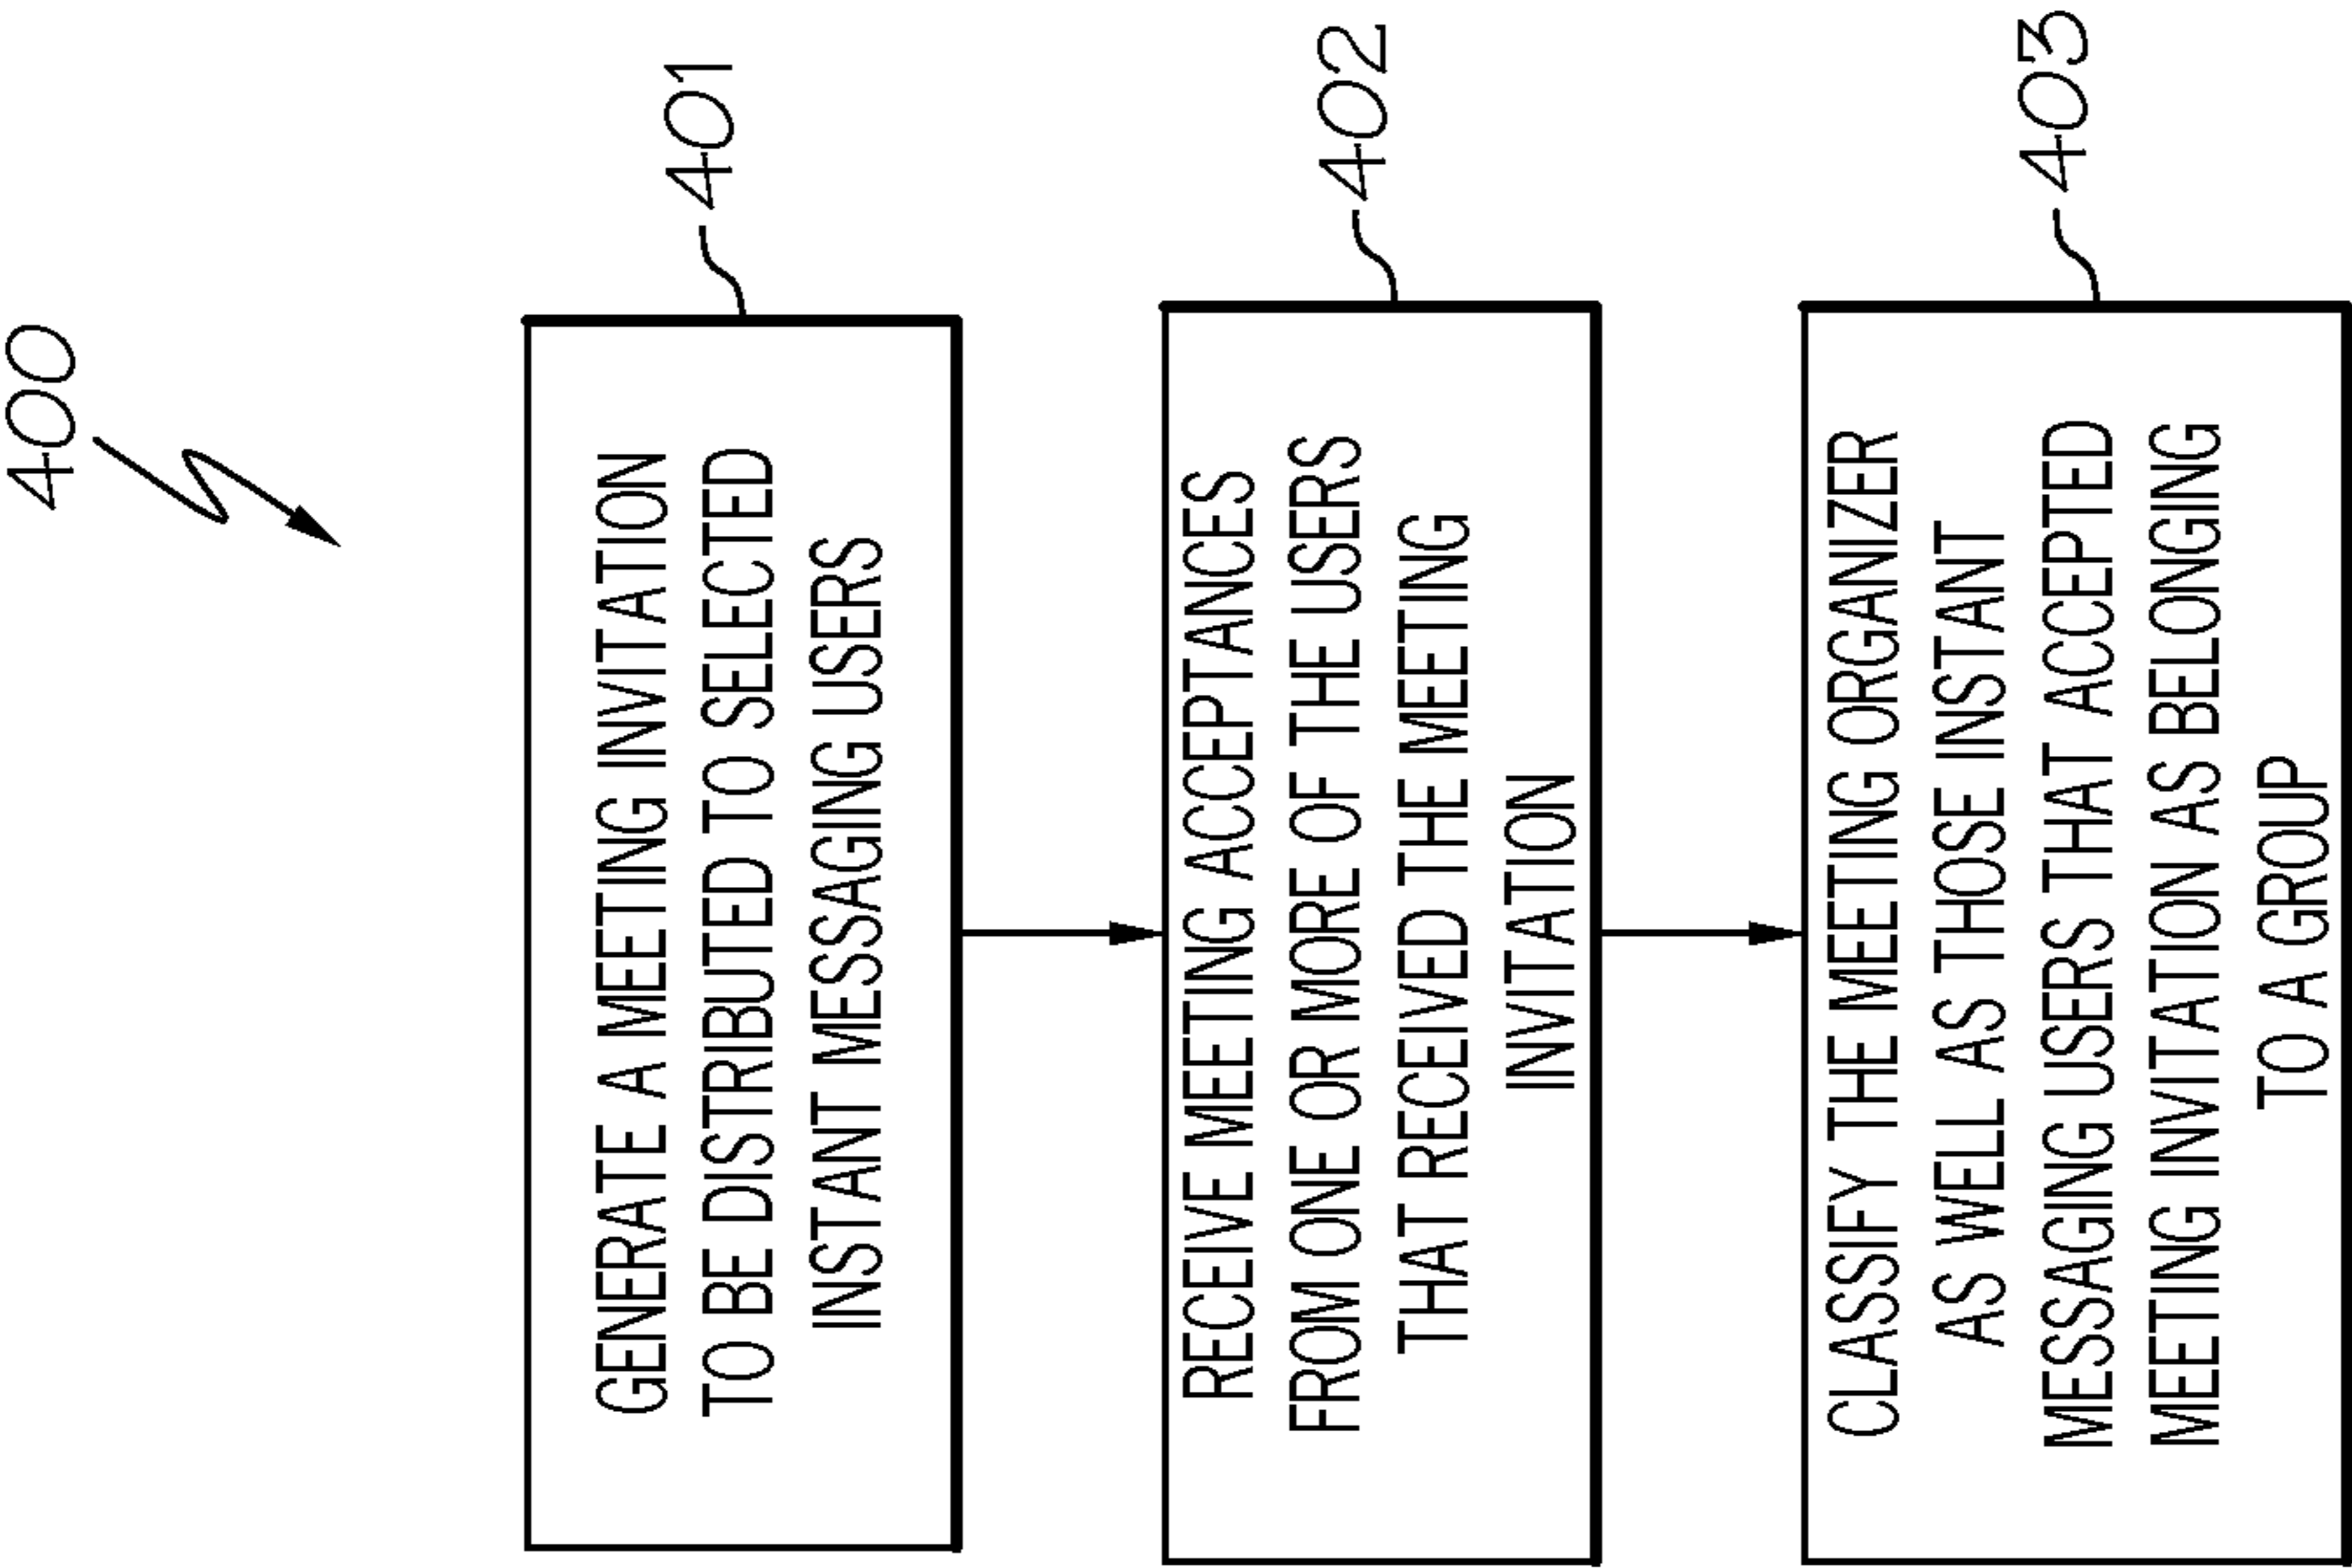 400
GENERATE A MEETING INVITATION
TO BE DISTRIBUTED TO SELECTED
INSTANT MESSAGING USERS
401
RECEIVE MEETING ACCEPTANCES
FROM ONE OR MORE OF THE USERS
THAT RECEIVED THE MEETING
INVITATION
402
CLASSIFY THE MEETING ORGANIZER
AS WELL AS THOSE INSTANT
MESSAGING USERS THAT ACCEPTED
MEETING INVITATION AS BELONGING
TO A GROUP
403